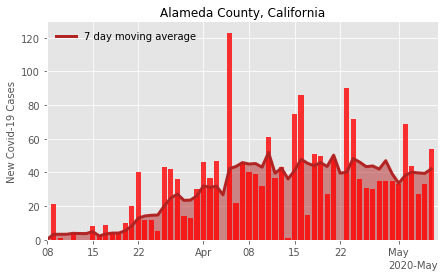 Alameda County, California
7 day moving average
New Covid-19 Cases
120
100
80
60
40
20
0
08 15 22 Apr 08 15 22 May
2020-May